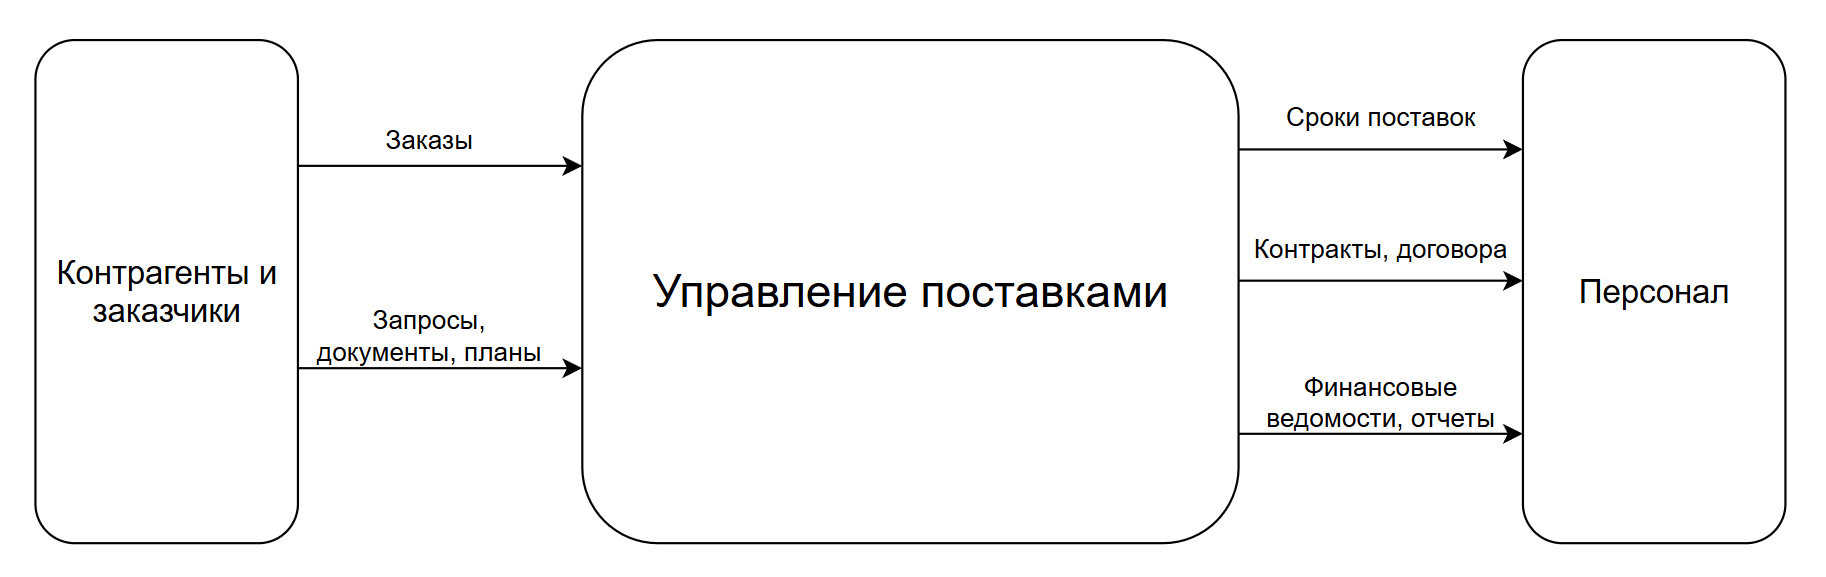 Контрагенты и
заказчики
Заказы
Запросы,
документы, планы
Управление поставками
Сроки поставок
Контракты, договора
Финансовые
ведомости, отчеты
Персонал